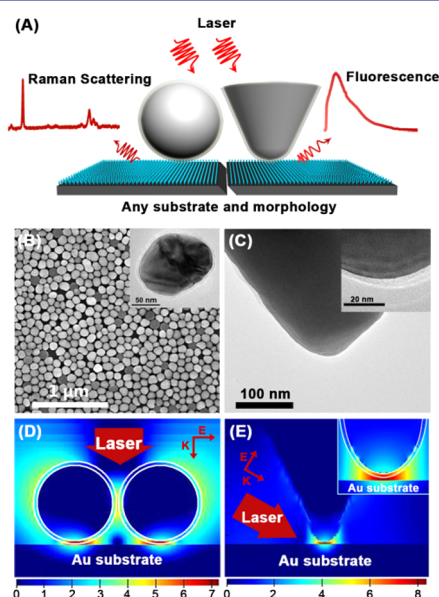 (A)
Laser
Raman Scattering
Fluorescence
Any substrate and morphology
(B)
50 nm
1 μm
(C)
20 nm
100 nm
(D)
Laser
E
K
Au substrate
0 1 2 3 4 5 6 7
(E)
E
K
Laser
Au substrate
Au substrate
0 2 4 6 8